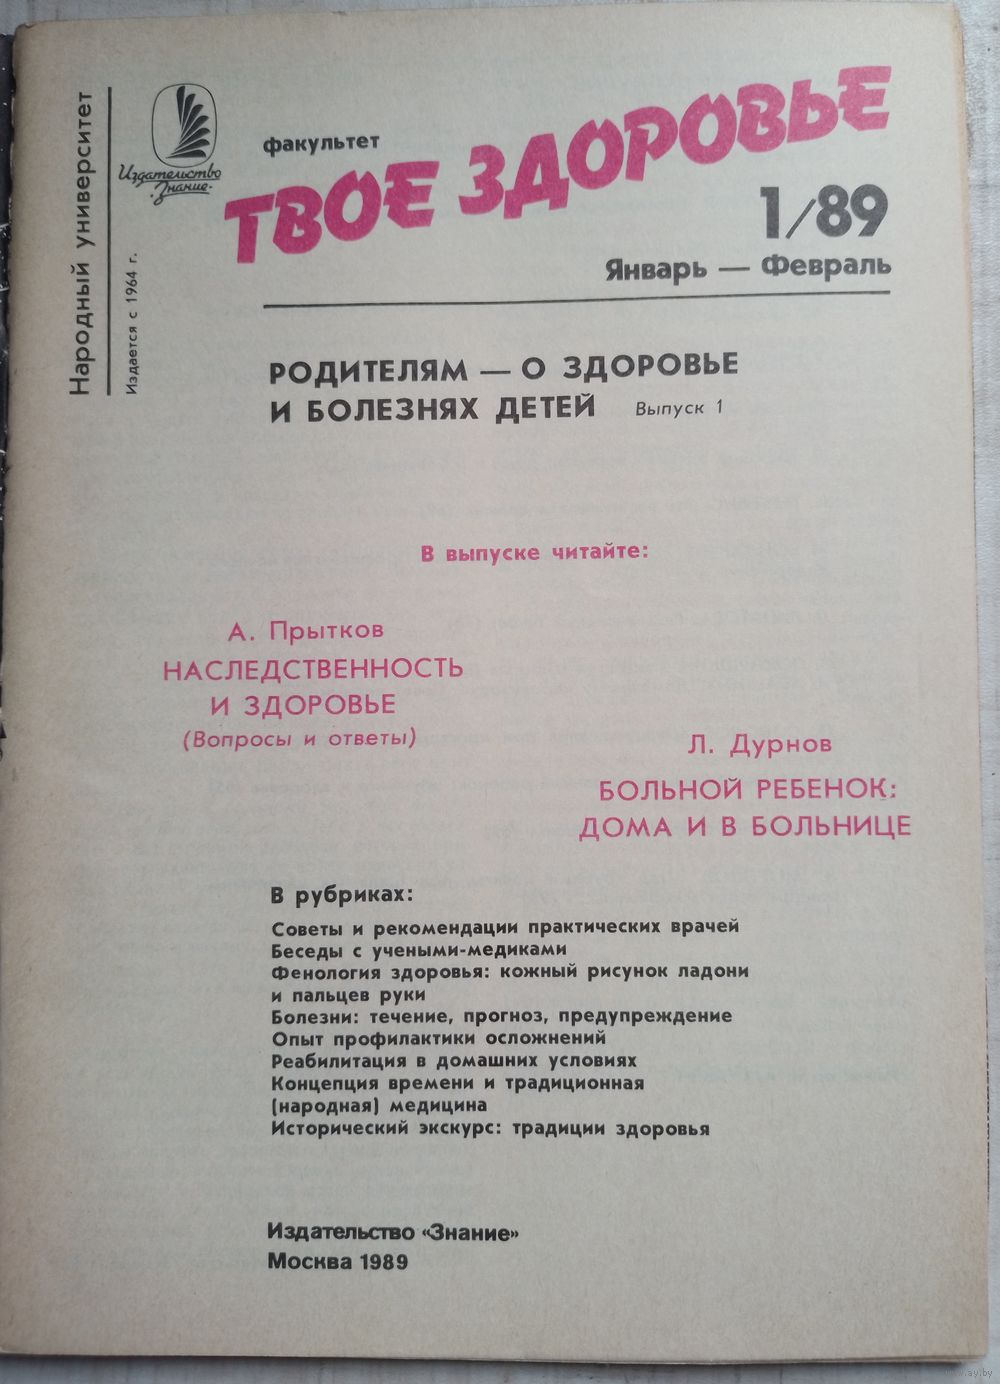 Народный университет
Издается с 1964 г.
Издательство
·Знание·
факультет
ТВОЕ ЗДОРОВЬЕ
1/89
Январь — Февраль
РОДИТЕЛЯМ — О ЗДОРОВЬЕ
И БОЛЕЗНЯХ ДЕТЕЙ Выпуск 1
В выпуске читайте:
А. Прытков
НАСЛЕДСТВЕННОСТЬ
И ЗДОРОВЬЕ
(Вопросы и ответы)
Л. Дурнов
БОЛЬНОЙ РЕБЕНОК:
ДОМА И В БОЛЬНИЦЕ
В рубриках:
Советы и рекомендации практических врачей
Беседы с учеными-медиками
Фенология здоровья: кожный рисунок ладони
и пальцев руки
Болезни: течение, прогноз, предупреждение
Опыт профилактики осложнений
Реабилитация в домашних условиях
Концепция времени и традиционная
(народная) медицина
Исторический экскурс: традиции здоровья
Издательство «Знание»
Москва 1989
www.ay.by